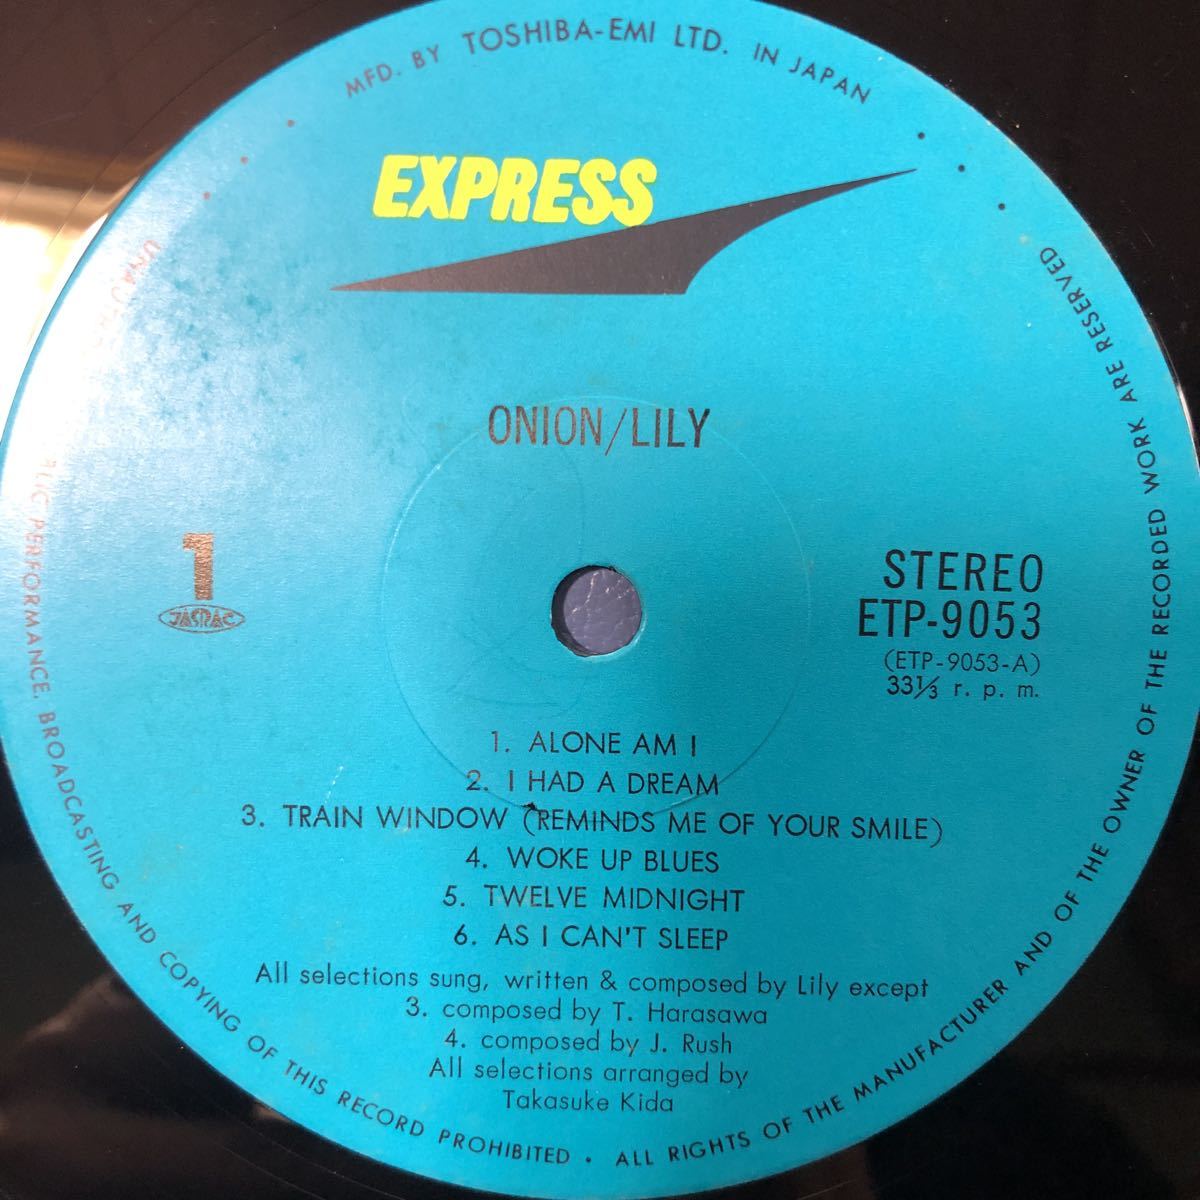 MFD. BY TOSHIBA-EMI LTD. IN JAPAN
EXPRESS
ONION/LILY
1
JASRAC
STEREO
ETP-9053
(ETP-9053-A)
33⅓ r. p. m.
1. ALONE AM I
2. I HAD A DREAM
3. TRAIN WINDOW (REMINDS ME OF YOUR SMILE)
4. WOKE UP BLUES
5. TWELVE MIDNIGHT
6. AS I CAN'T SLEEP
All selections sung, written & composed by Lily except
3. composed by T. Harasawa
4. composed by J. Rush
All selections arranged by
Takasuke Kida
PERFORMANCE, BROADCASTING AND COPYING OF THIS RECORD PROHIBITED • ALL RIGHTS OF THE MANUFACTURER AND OF THE OWNER OF THE RECORDED WORK ARE RESERVED